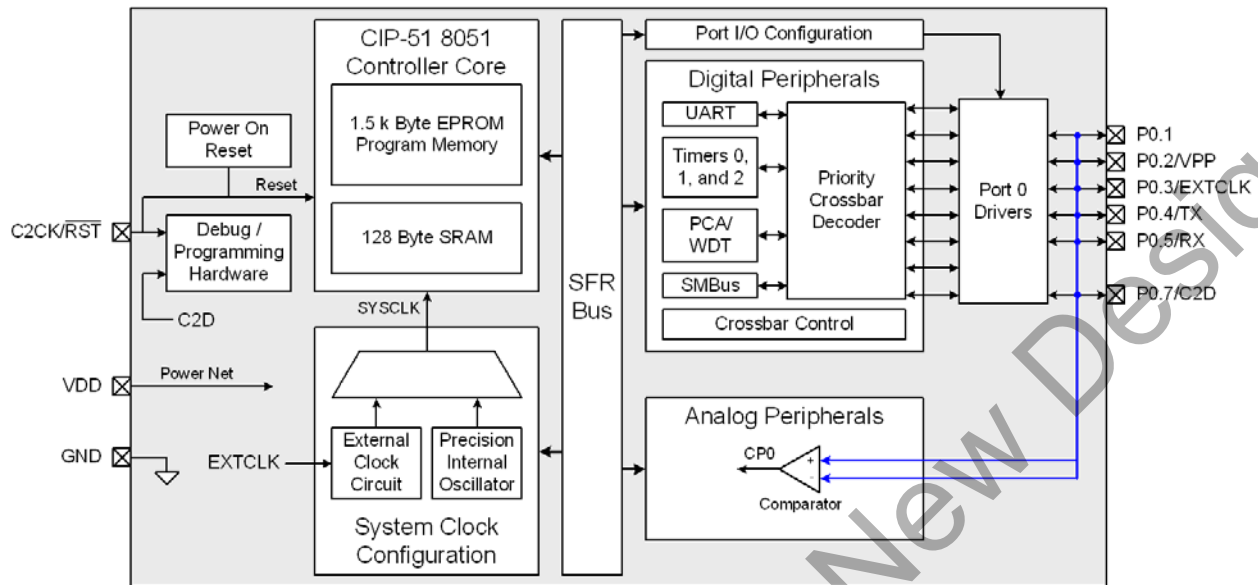 CIP-51 8051
Controller Core
1.5 k Byte EPROM
Program Memory
128 Byte SRAM
Power On
Reset
Reset
C2CK/RST
Debug /
Programming
Hardware
C2D
VDD
Power Net
GND
SYSCLK
EXTCLK
External
Clock
Circuit
Precision
Internal
Oscillator
System Clock
Configuration
SFR
Bus
Port I/O Configuration
Digital Peripherals
UART
Timers 0,
1, and 2
PCA/
WDT
SMBus
Priority
Crossbar
Decoder
Crossbar Control
Port 0
Drivers
P0.1
P0.2/VPP
P0.3/EXTCLK
P0.4/TX
P0.5/RX
P0.7/C2D
Analog Peripherals
CP0
+
-
Comparator
New Desig